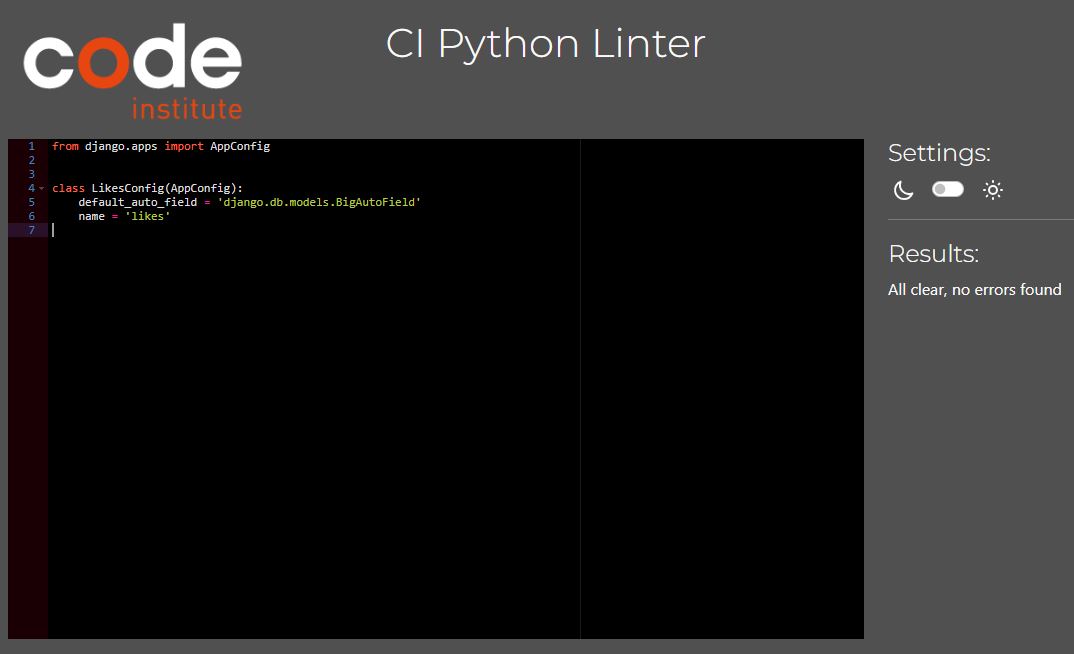 code
institute
CI Python Linter
1 from django.apps import AppConfig
2
3
4 class LikesConfig(AppConfig):
5     default_auto_field = 'django.db.models.BigAutoField'
6     name = 'likes'
7
Settings:
Results:
All clear, no errors found